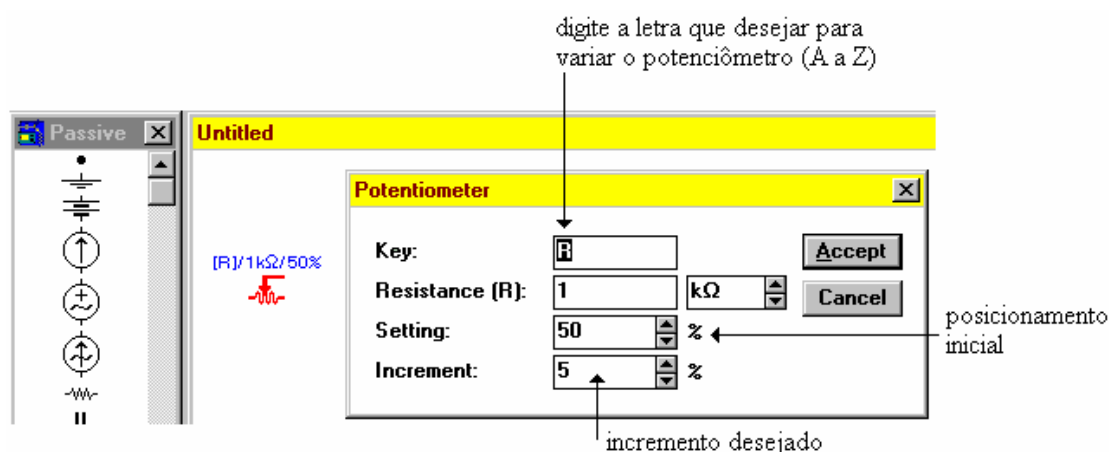 digite a letra que desejar para
variar o potenciômetro (A a Z)
Passive
Untitled
Potentiometer
[R]/1kΩ/50%
Key: R
Accept
Resistance (R): 1 kΩ
Cancel
Setting: 50 %
posicionamento
inicial
Increment: 5 %
incremento desejado